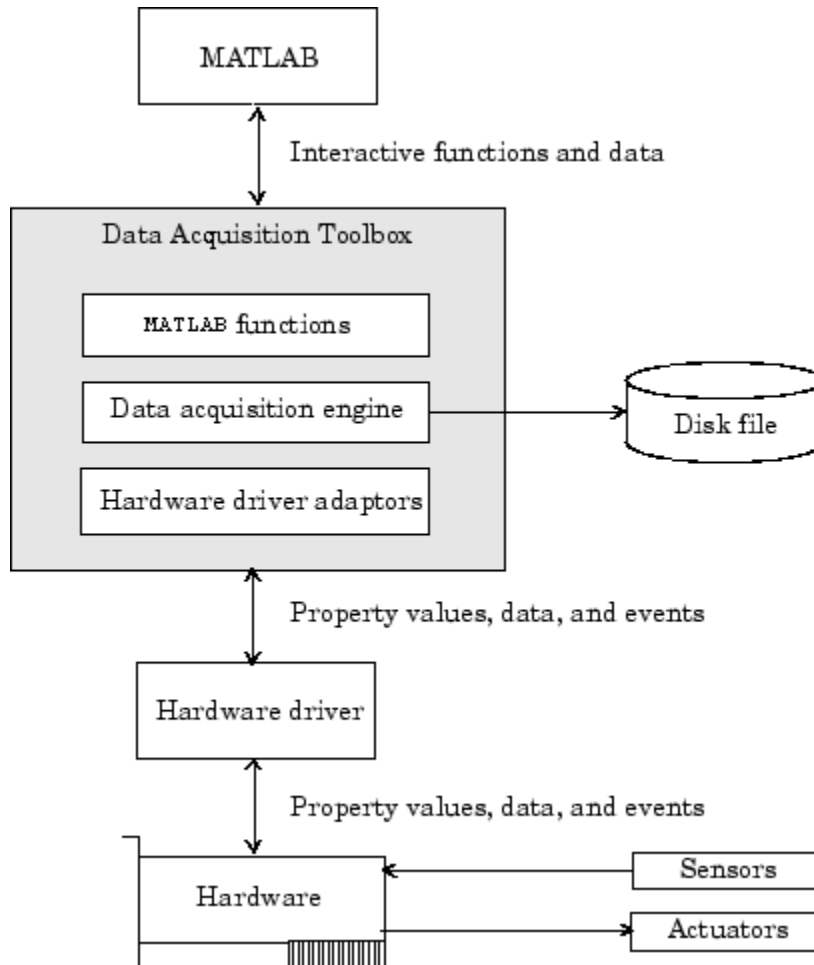 MATLAB
Interactive functions and data
Data Acquisition Toolbox
MATLAB functions
Data acquisition engine
Disk file
Hardware driver adaptors
Property values, data, and events
Hardware driver
Property values, data, and events
Sensors
Hardware
Actuators